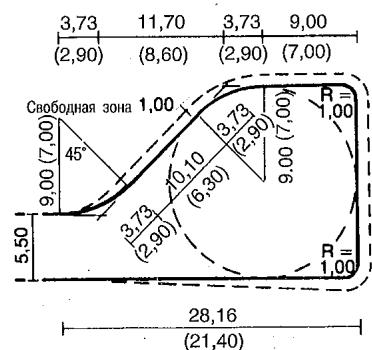 3,73 11,70 3,73 9,00
(2,90) (8,60) (2,90) (7,00)
Свободная зона 1,00
R =
1,00
9,00 (7,00)
45°
3,73
(2,90)
9.00 (7,00)
10,10
(6,30)
3,73
(2,90)
5,50
R =
1,00
28,16
(21,40)